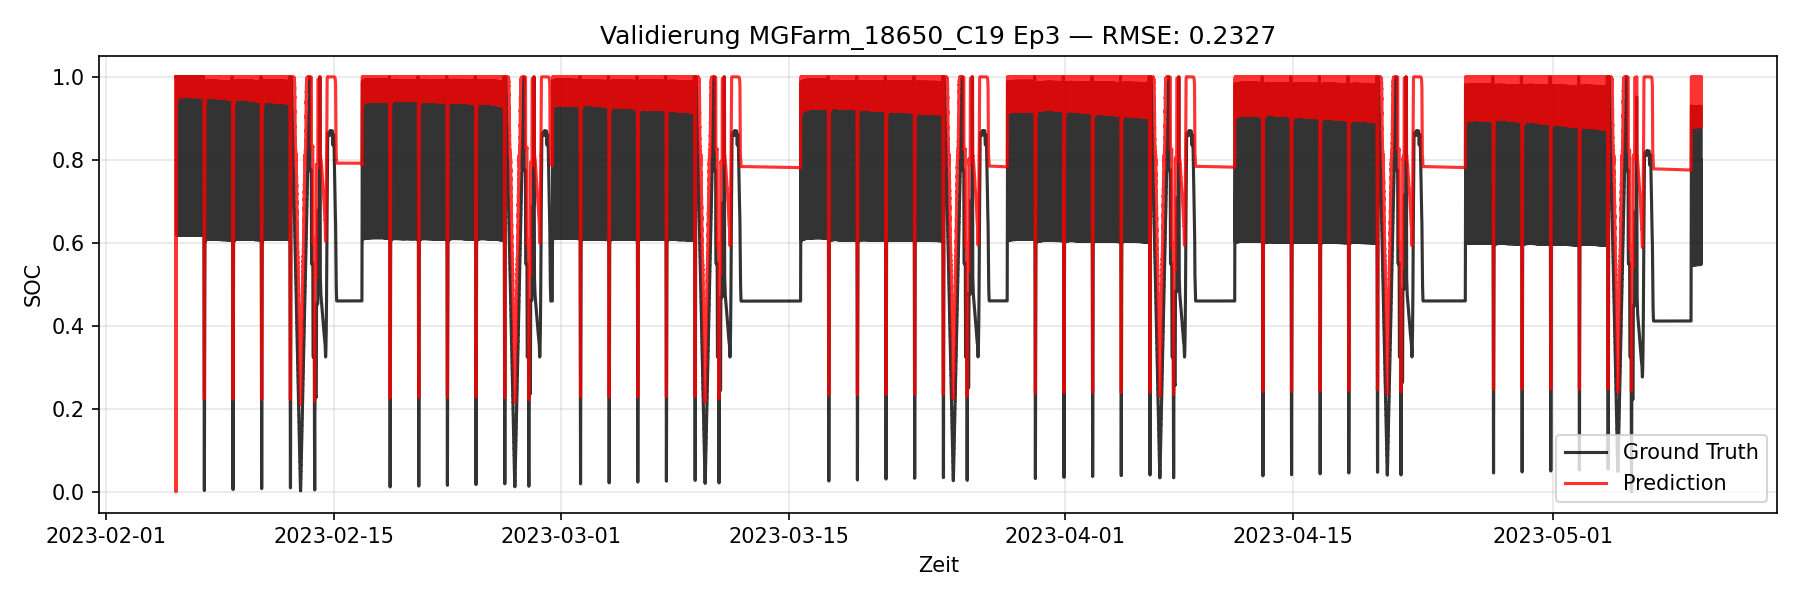 Validierung MGFarm_18650_C19 Ep3 — RMSE: 0.2327
SOC
1.0
0.8
0.6
0.4
0.2
0.0
Ground Truth
Prediction
2023-02-01 2023-02-15 2023-03-01 2023-03-15 2023-04-01 2023-04-15 2023-05-01
Zeit